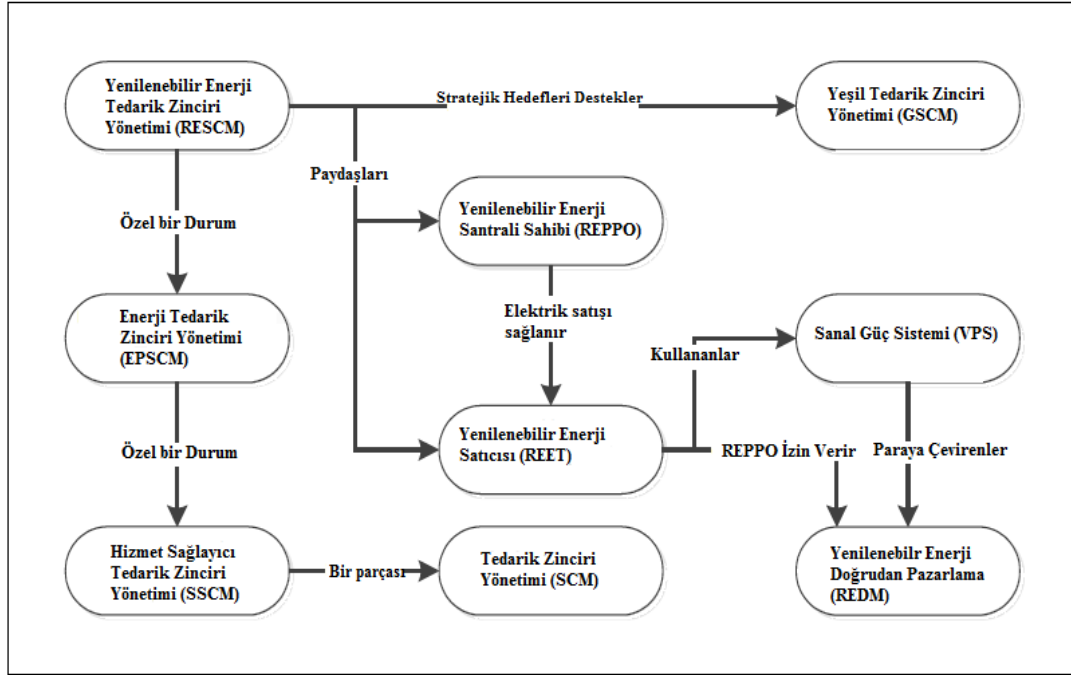 Yenilenebilir Enerji
Tedarik Zinciri
Yönetimi (RESCM)
Stratejik Hedefleri Destekler
Yeşil Tedarik Zinciri
Yönetimi (GSCM)
Paydaşları
Özel bir Durum
Yenilenebilir Enerji
Santrali Sahibi (REPPO)
Enerji Tedarik
Zinciri Yönetimi
(EPSCM)
Elektrik satışı
sağlanır
Kullananlar
Sanal Güç Sistemi (VPS)
Özel bir Durum
Yenilenebilir Enerji
Satıcısı (REET)
REPPO İzin Verir
Paraya Çevirenler
Hizmet Sağlayıcı
Tedarik Zinciri
Yönetimi (SSCM)
Bir parçası
Tedarik Zinciri
Yönetimi (SCM)
Yenilenebilr Enerji
Doğrudan Pazarlama
(REDM)